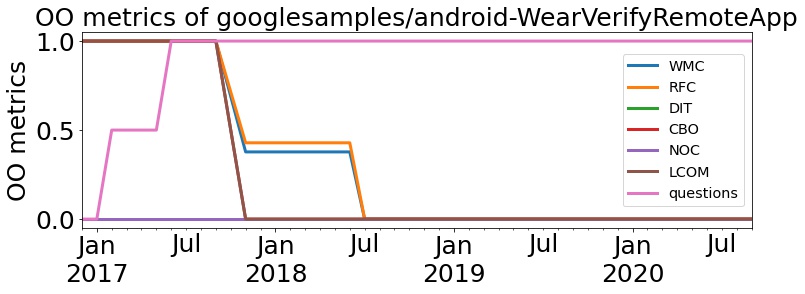 OO metrics of googlesamples/android-WearVerifyRemoteApp
OO metrics
1.0
0.5
0.0
WMC
RFC
DIT
CBO
NOC
LCOM
questions
Jan Jul Jan Jul Jan Jul Jan Jul
2017 2018 2019 2020